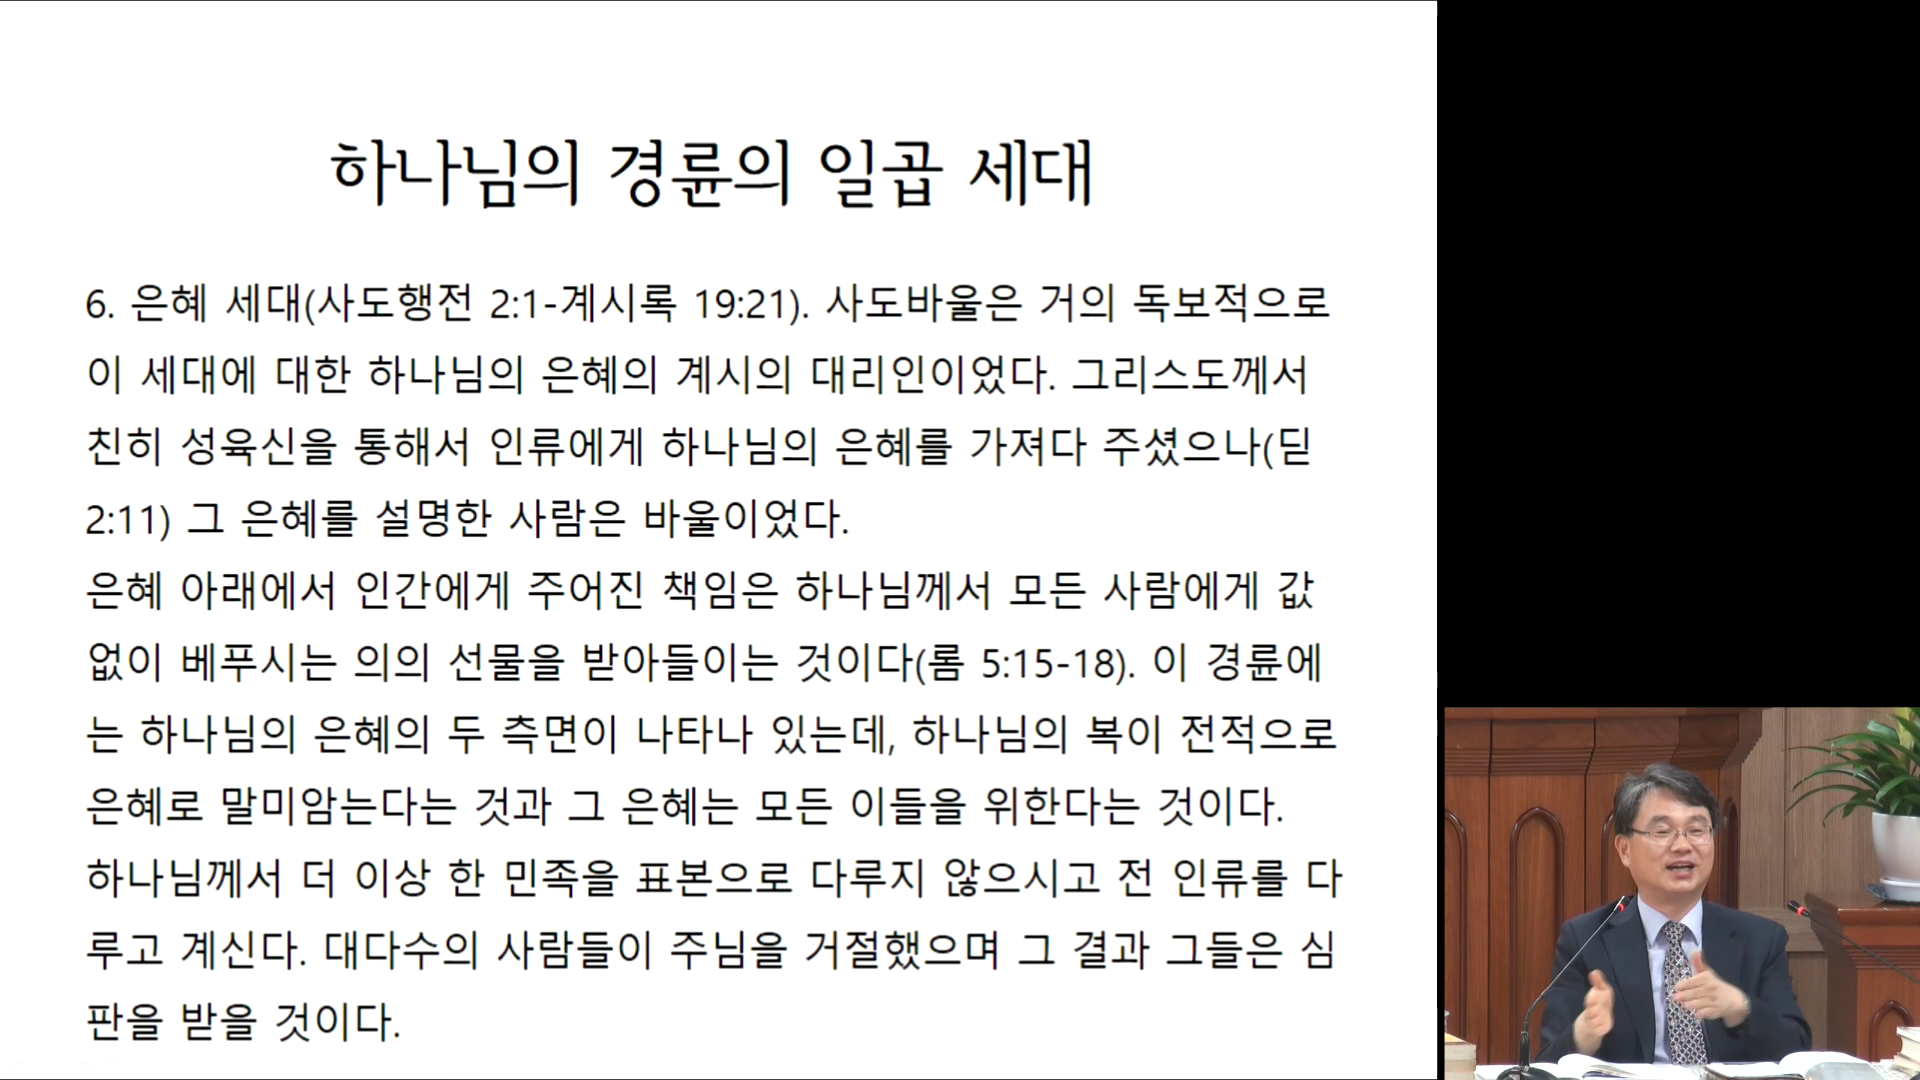 하나님의 경륜의 일곱 세대
6. 은혜 세대(사도행전 2:1-계시록 19:21). 사도바울은 거의 독보적으로
이 세대에 대한 하나님의 은혜의 계시의 대리인이었다. 그리스도께서
친히 성육신을 통해서 인류에게 하나님의 은혜를 가져다 주셨으나(딛
2:11) 그 은혜를 설명한 사람은 바울이었다.
은혜 아래에서 인간에게 주어진 책임은 하나님께서 모든 사람에게 값
없이 베푸시는 의의 선물을 받아들이는 것이다(롬 5:15-18). 이 경륜에
는 하나님의 은혜의 두 측면이 나타나 있는데, 하나님의 복이 전적으로
은혜로 말미암는다는 것과 그 은혜는 모든 이들을 위한다는 것이다.
하나님께서 더 이상 한 민족을 표본으로 다루지 않으시고 전 인류를 다
루고 계신다. 대다수의 사람들이 주님을 거절했으며 그 결과 그들은 심
판을 받을 것이다.